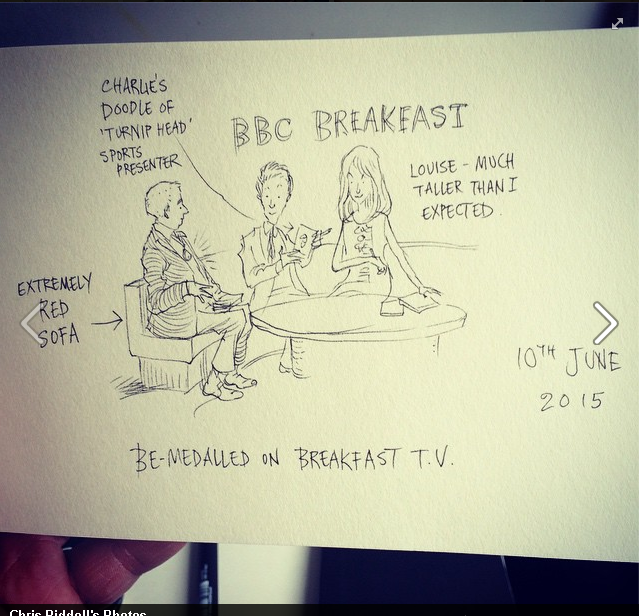 CHARLIE'S
DOODLE OF
'TURNIP HEAD'
SPORTS
PRESENTER
BBC BREAKFAST
LOUISE - MUCH
TALLER THAN I
EXPECTED.
EXTREMELY
RED
SOFA
10TH JUNE
2015
BE-MEDALLED ON BREAKFAST T.V.
Chris Riddell's Photos